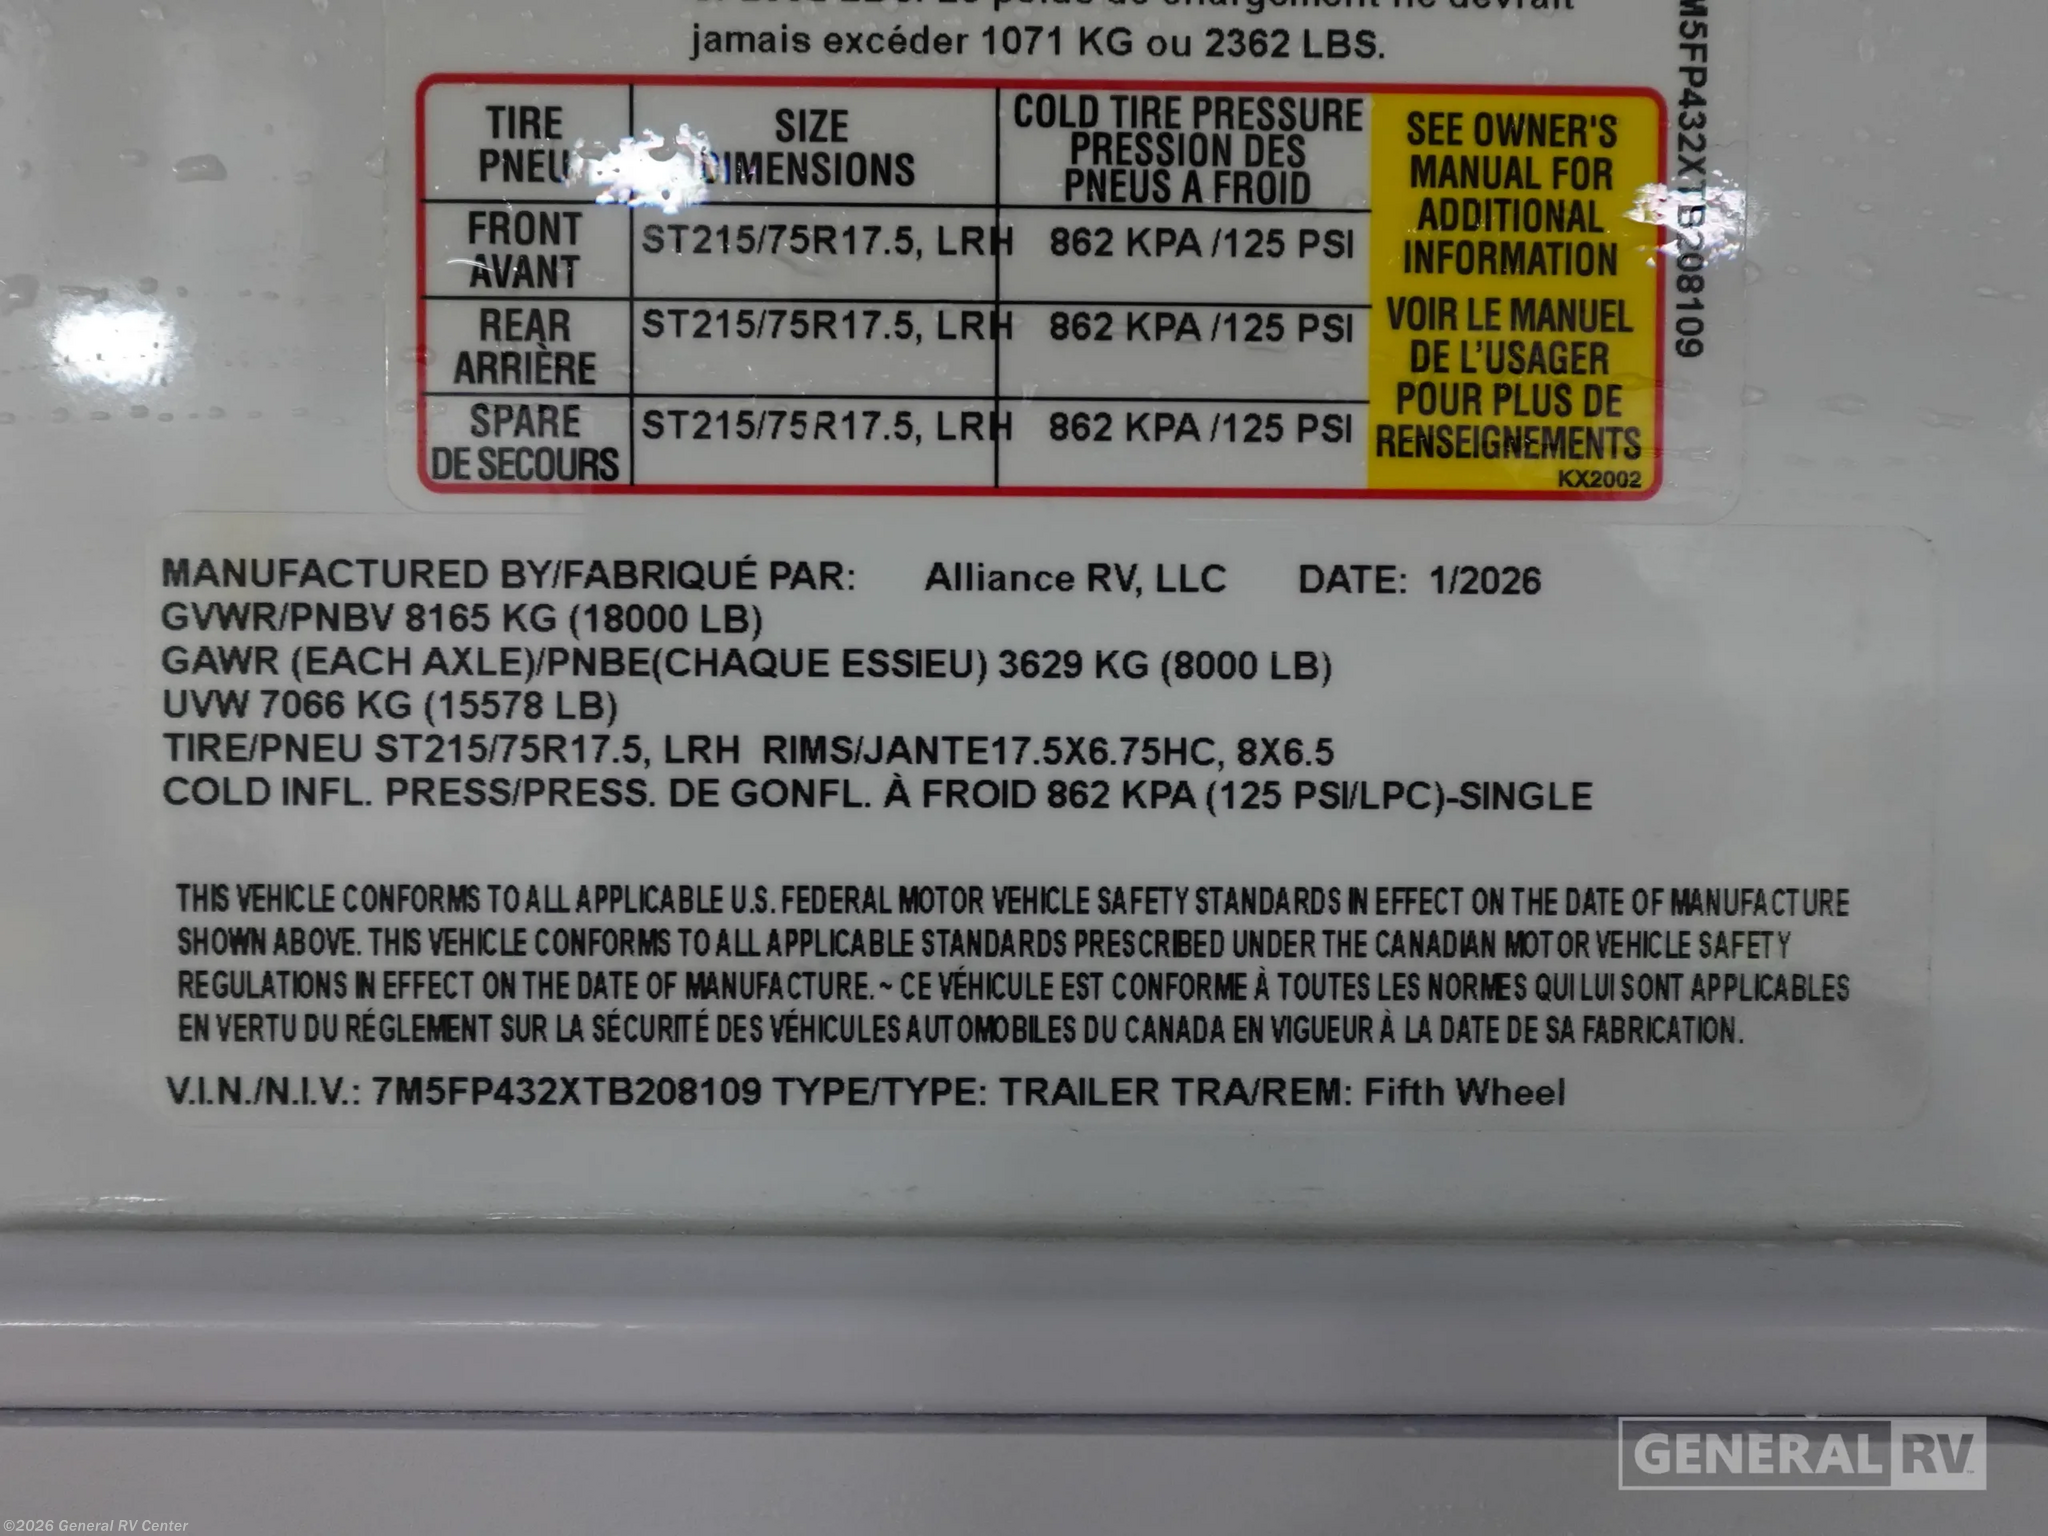 jamais excéder 1071 KG ou 2362 LBS.
TIRE
PNEU
SIZE
DIMENSIONS
COLD TIRE PRESSURE
PRESSION DES
PNEUS A FROID
SEE OWNER'S
MANUAL FOR
ADDITIONAL
INFORMATION
VOIR LE MANUEL
DE L'USAGER
POUR PLUS DE
RENSEIGNEMENTS
KX2002
FRONT
AVANT
ST215/75R17.5, LRH 862 KPA /125 PSI
REAR
ARRIÈRE
ST215/75R17.5, LRH 862 KPA /125 PSI
SPARE
DE SECOURS
ST215/75R17.5, LRH 862 KPA /125 PSI
M5FP432XTB208109
MANUFACTURED BY/FABRIQUÉ PAR: Alliance RV, LLC DATE: 1/2026
GVWR/PNBV 8165 KG (18000 LB)
GAWR (EACH AXLE)/PNBE(CHAQUE ESSIEU) 3629 KG (8000 LB)
UVW 7066 KG (15578 LB)
TIRE/PNEU ST215/75R17.5, LRH RIMS/JANTE17.5X6.75HC, 8X6.5
COLD INFL. PRESS/PRESS. DE GONFL. À FROID 862 KPA (125 PSI/LPC)-SINGLE
THIS VEHICLE CONFORMS TO ALL APPLICABLE U.S. FEDERAL MOTOR VEHICLE SAFETY STANDARDS IN EFFECT ON THE DATE OF MANUFACTURE
SHOWN ABOVE. THIS VEHICLE CONFORMS TO ALL APPLICABLE STANDARDS PRESCRIBED UNDER THE CANADIAN MOTOR VEHICLE SAFETY
REGULATIONS IN EFFECT ON THE DATE OF MANUFACTURE. ~ CE VÉHICULE EST CONFORME À TOUTES LES NORMES QUI LUI SONT APPLICABLES
EN VERTU DU RÉGLEMENT SUR LA SÉCURITÉ DES VÉHICULES AUTOMOBILES DU CANADA EN VIGUEUR À LA DATE DE SA FABRICATION.
V.I.N./N.I.V.: 7M5FP432XTB208109 TYPE/TYPE: TRAILER TRA/REM: Fifth Wheel
GENERAL RV
©2026 General RV Center